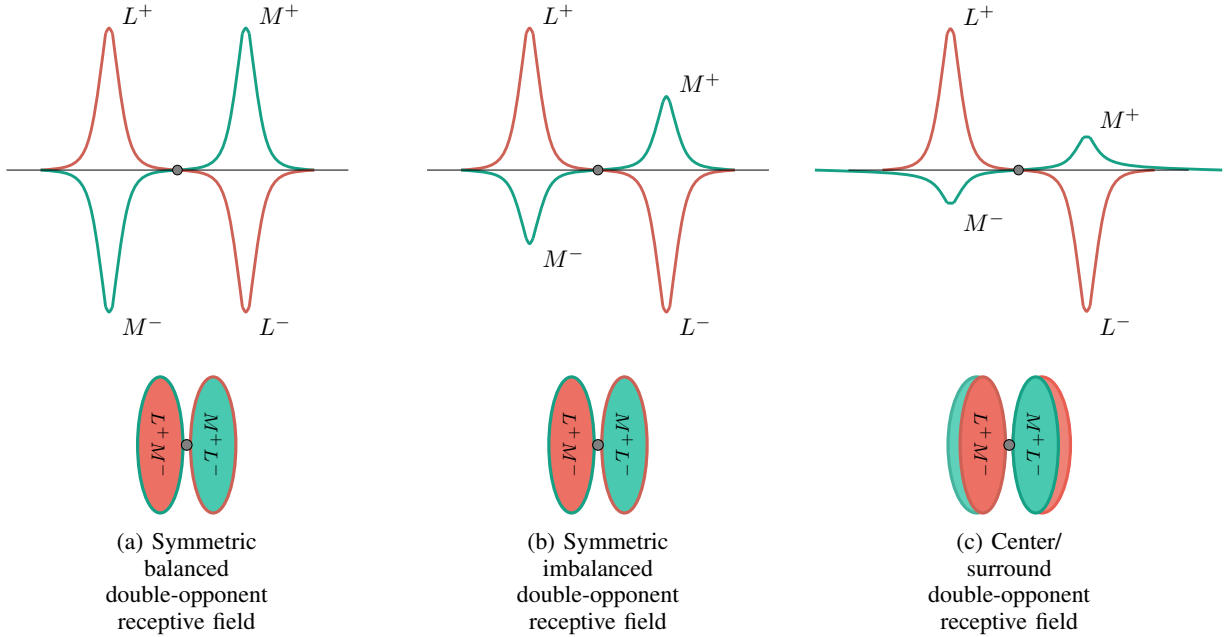 L⁺ M⁺ L⁺ M⁺ L⁺ M⁺
M⁻ L⁻ M⁻ L⁻ M⁻ L⁻
L⁺M⁻ M⁺L⁻ L⁺M⁻ M⁺L⁻ L⁺M⁻ M⁺L⁻
(a) Symmetric
balanced
double-opponent
receptive field
(b) Symmetric
imbalanced
double-opponent
receptive field
(c) Center/
surround
double-opponent
receptive field